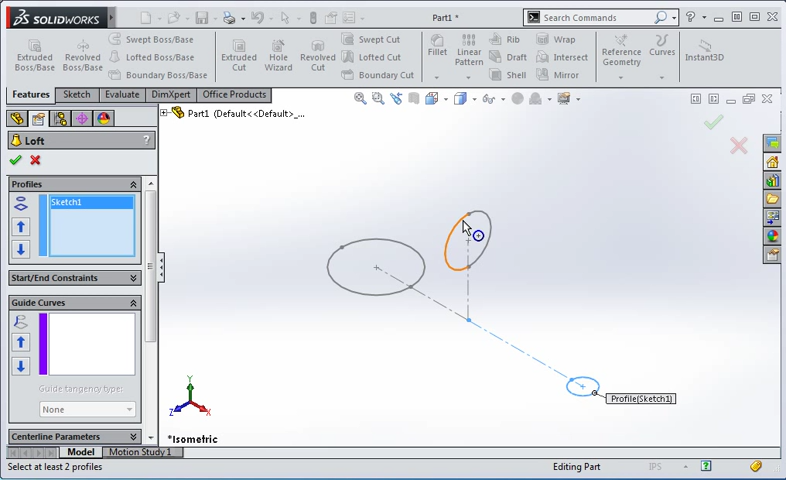 SOLIDWORKS
Part1 *
Search Commands
Extruded Boss/Base
Revolved Boss/Base
Swept Boss/Base
Lofted Boss/Base
Boundary Boss/Base
Extruded Cut
Hole Wizard
Revolved Cut
Swept Cut
Lofted Cut
Boundary Cut
Fillet
Linear Pattern
Rib
Draft
Shell
Wrap
Intersect
Mirror
Reference Geometry
Curves
Instant3D
Features
Sketch
Evaluate
DimXpert
Office Products
Part1 (Default<<Default>_...
Loft
?
Profiles
Sketch1
Start/End Constraints
Guide Curves
Guide tangency type:
None
Centerline Parameters
Profile(Sketch1)
Y
Z
X
*Isometric
Model
Motion Study 1
Select at least 2 profiles
Editing Part
IPS
?